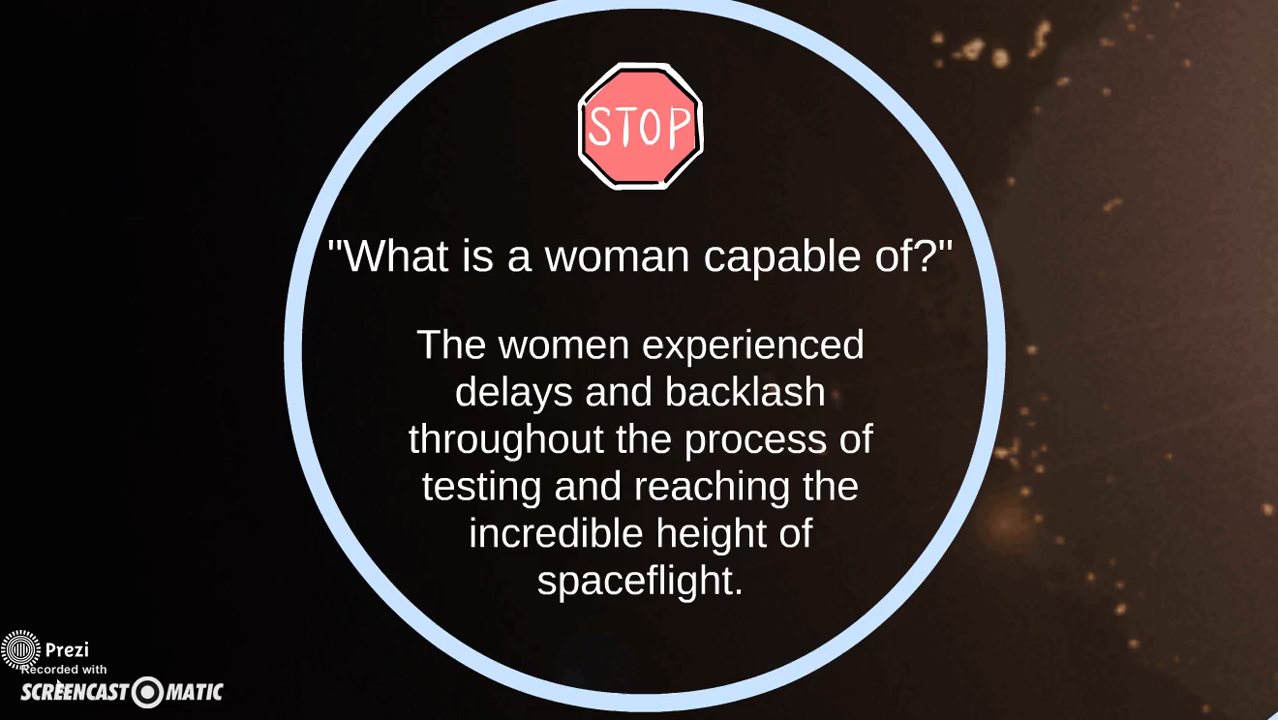 STOP
"What is a woman capable of?"
The women experienced
delays and backlash
throughout the process of
testing and reaching the
incredible height of
spaceflight.
Prezi
Recorded with
SCREENCAST MATIC